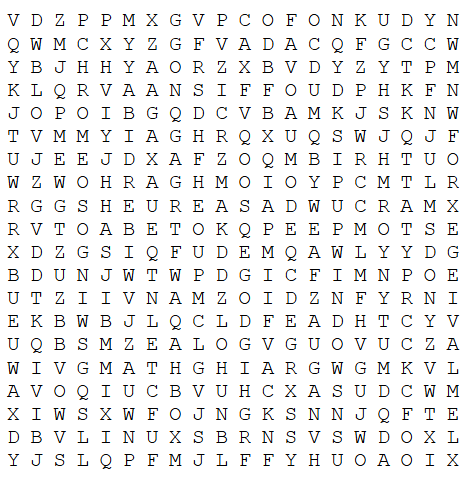 V D Z P P M X G V P C O F O N K U D Y N
Q W M C X Y Z G F V A D A C Q F G C C W
Y B J H H Y A O R Z X B V D Y Z Y T P M
K L Q R V A A N S I F F O U D P H K F N
J O P O I B G Q D C V B A M K J S K N W
T V M M Y I A G H R Q X U Q S W J Q J F
U J E E J D X A F Z O Q M B I R H T U O
W Z W O H R A G H M O I O Y P C M T L R
R G G S H E U R E A S A D W U C R A M X
R V T O A B E T O K Q P E E P M O T S E
X D Z G S I Q F U D E M Q A W L Y Y D G
B D U N J W T W P D G I C F I M N P O E
U T Z I I V N A M Z O I D Z N F Y R N I
E K B W B J L Q C L D F E A D H T C Y V
U Q B S M Z E A L O G V G U O V U C Z A
W I V G M A T H G H I A R G W G M K V L
A V O Q I U C B V U H C X A S U D C W M
X I W S X W F O J N G K S N N J Q F T E
D B V L I N U X S B R N S V S W D O X L
Y J S L Q P F M J L F F Y H U O A O I X